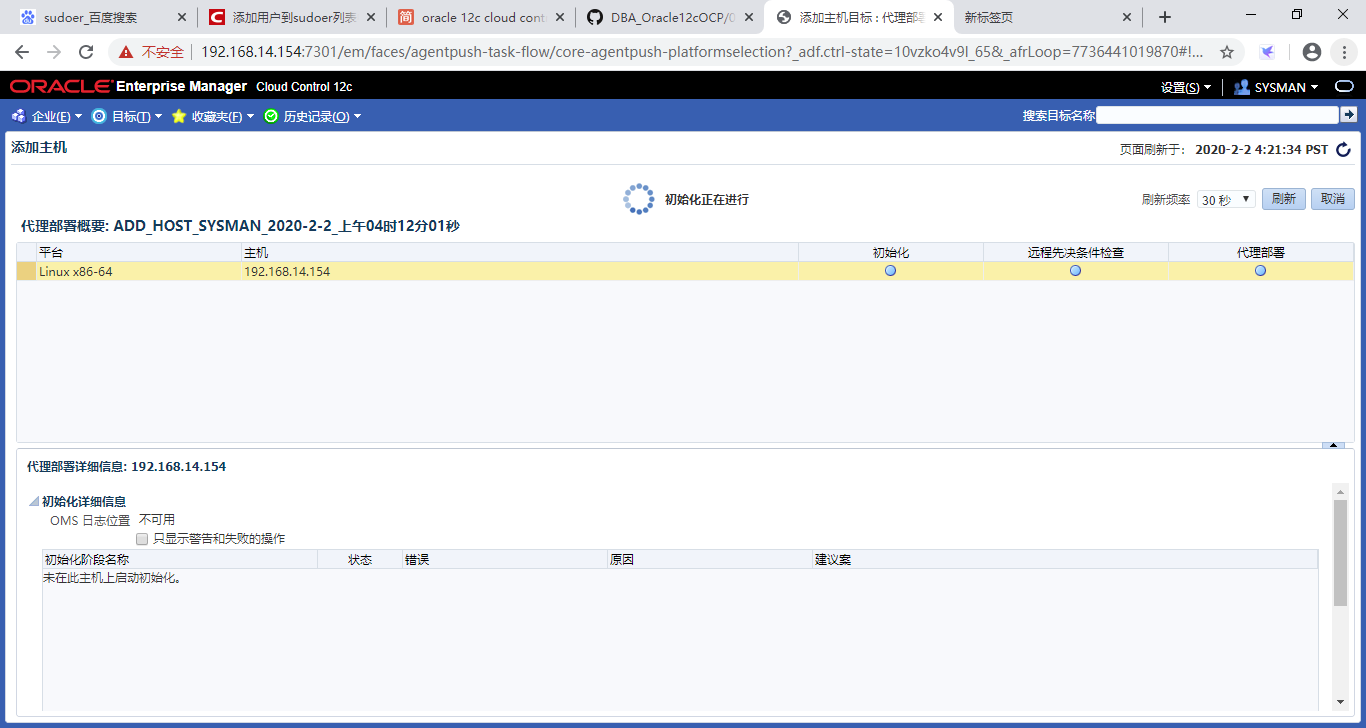 sudoer_百度搜索 添加用户到sudoer列表 oracle 12c cloud cont DBA_Oracle12cOCP/0 添加主机目标 : 代理部署 新标签页
不安全 192.168.14.154:7301/em/faces/agentpush-task-flow/core-agentpush-platformselection?_adf.ctrl-state=10vzko4v9l_65&_afrLoop=7736441019870#!...
ORACLE Enterprise Manager Cloud Control 12c 设置(S) SYSMAN
企业(E) 目标(T) 收藏夹(F) 历史记录(O) 搜索目标名称
添加主机 页面刷新于: 2020-2-2 4:21:34 PST
初始化正在进行 刷新频率 30 秒 刷新 取消
代理部署概要: ADD_HOST_SYSMAN_2020-2-2_上午04时12分01秒
平台 主机 初始化 远程先决条件检查 代理部署
Linux x86-64 192.168.14.154
代理部署详细信息: 192.168.14.154
初始化详细信息
OMS 日志位置 不可用
只显示警告和失败的操作
初始化阶段名称 状态 错误 原因 建议案
未在此主机上启动初始化。